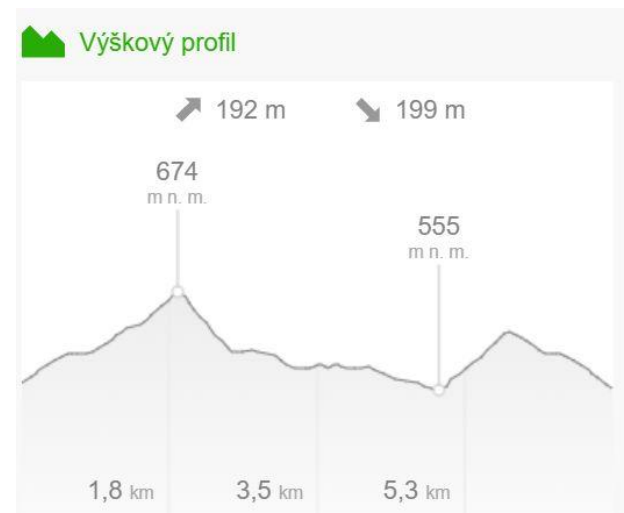 Výškový profil
192 m 199 m
674
m n. m.
555
m n. m.
1,8 km 3,5 km 5,3 km